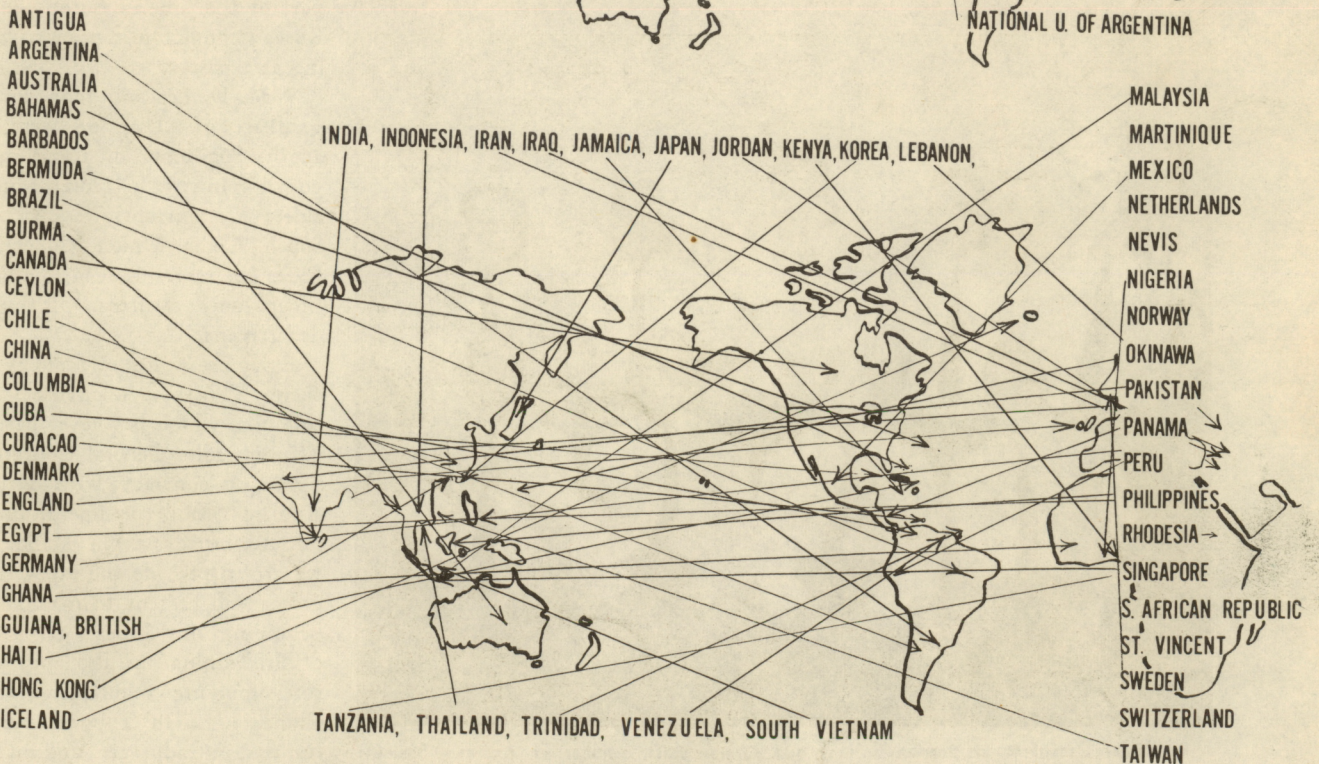 NATIONAL U. OF ARGENTINA
ANTIGUA
ARGENTINA
AUSTRALIA
BAHAMAS
BARBADOS
BERMUDA
BRAZIL
BURMA
CANADA
CEYLON
CHILE
CHINA
COLUMBIA
CUBA
CURACAO
DENMARK
ENGLAND
EGYPT
GERMANY
GHANA
GUIANA, BRITISH
HAITI
HONG KONG
ICELAND
INDIA, INDONESIA, IRAN, IRAQ, JAMAICA, JAPAN, JORDAN, KENYA, KOREA, LEBANON,
MALAYSIA
MARTINIQUE
MEXICO
NETHERLANDS
NEVIS
NIGERIA
NORWAY
OKINAWA
PAKISTAN
PANAMA
PERU
PHILIPPINES
RHODESIA
SINGAPORE
S. AFRICAN REPUBLIC
ST. VINCENT
SWEDEN
SWITZERLAND
TAIWAN
TANZANIA, THAILAND, TRINIDAD, VENEZUELA, SOUTH VIETNAM